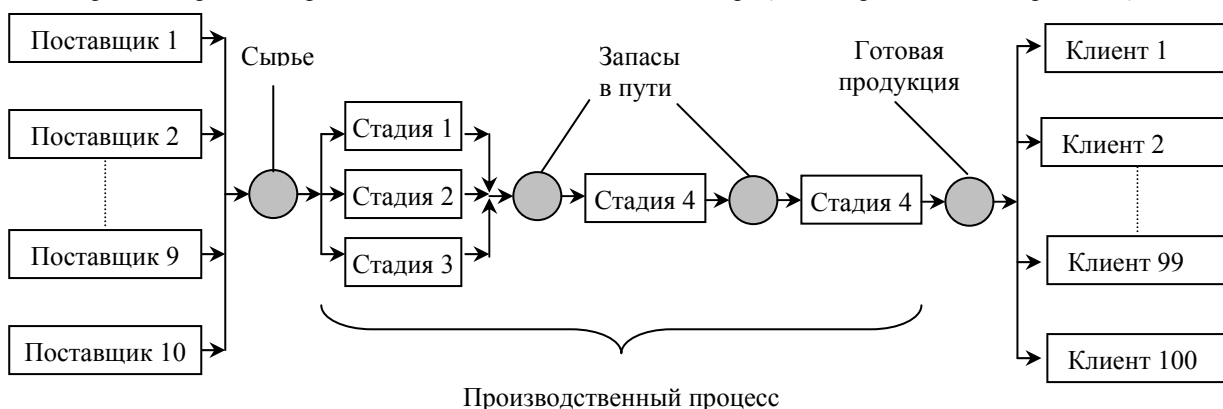 Поставщик 1
Поставщик 2
Поставщик 9
Поставщик 10
Сырье
Стадия 1
Стадия 2
Стадия 3
Запасы
в пути
Стадия 4
Стадия 4
Готовая
продукция
Клиент 1
Клиент 2
Клиент 99
Клиент 100
Производственный процесс